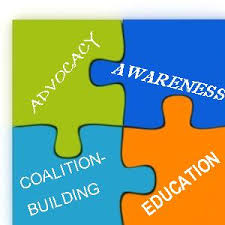 ADVOCACY
AWARENESS
COALITION-
BUILDING
EDUCATION